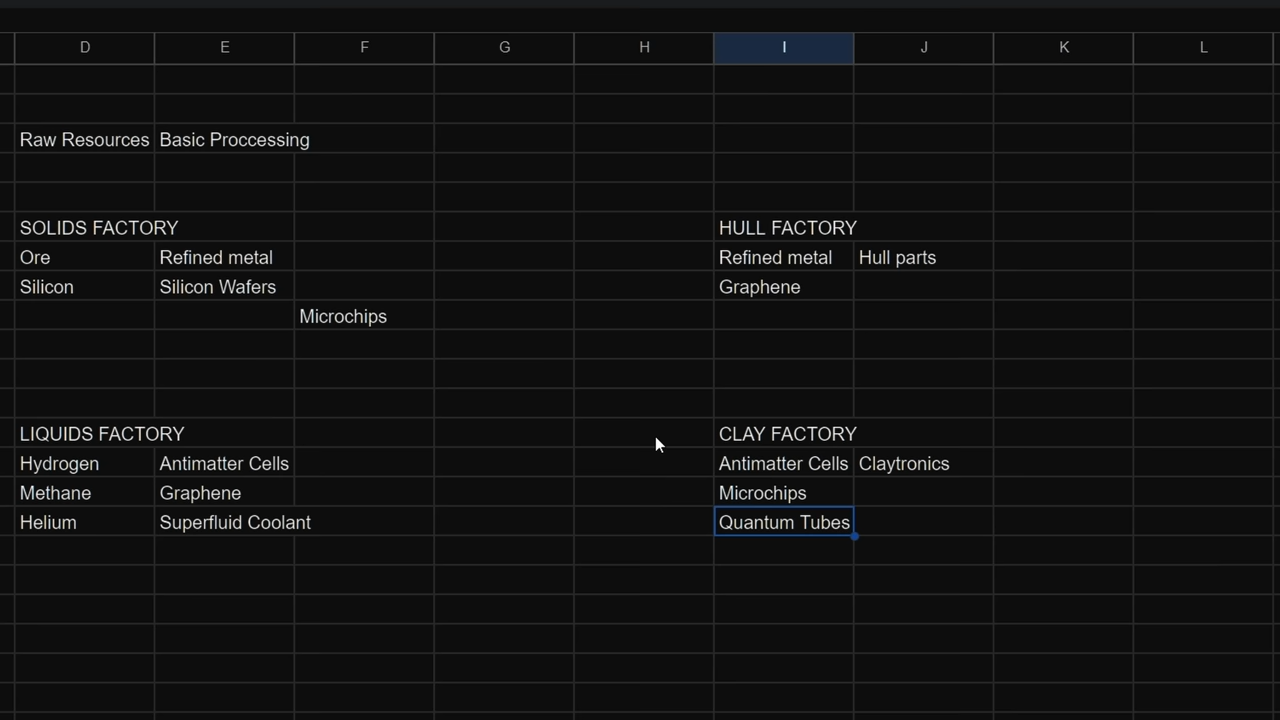 D E F G H I J K L
Raw Resources Basic Proccessing
SOLIDS FACTORY HULL FACTORY
Ore Refined metal Refined metal Hull parts
Silicon Silicon Wafers Graphene
Microchips
LIQUIDS FACTORY CLAY FACTORY
Hydrogen Antimatter Cells Antimatter Cells Claytronics
Methane Graphene Microchips
Helium Superfluid Coolant Quantum Tubes